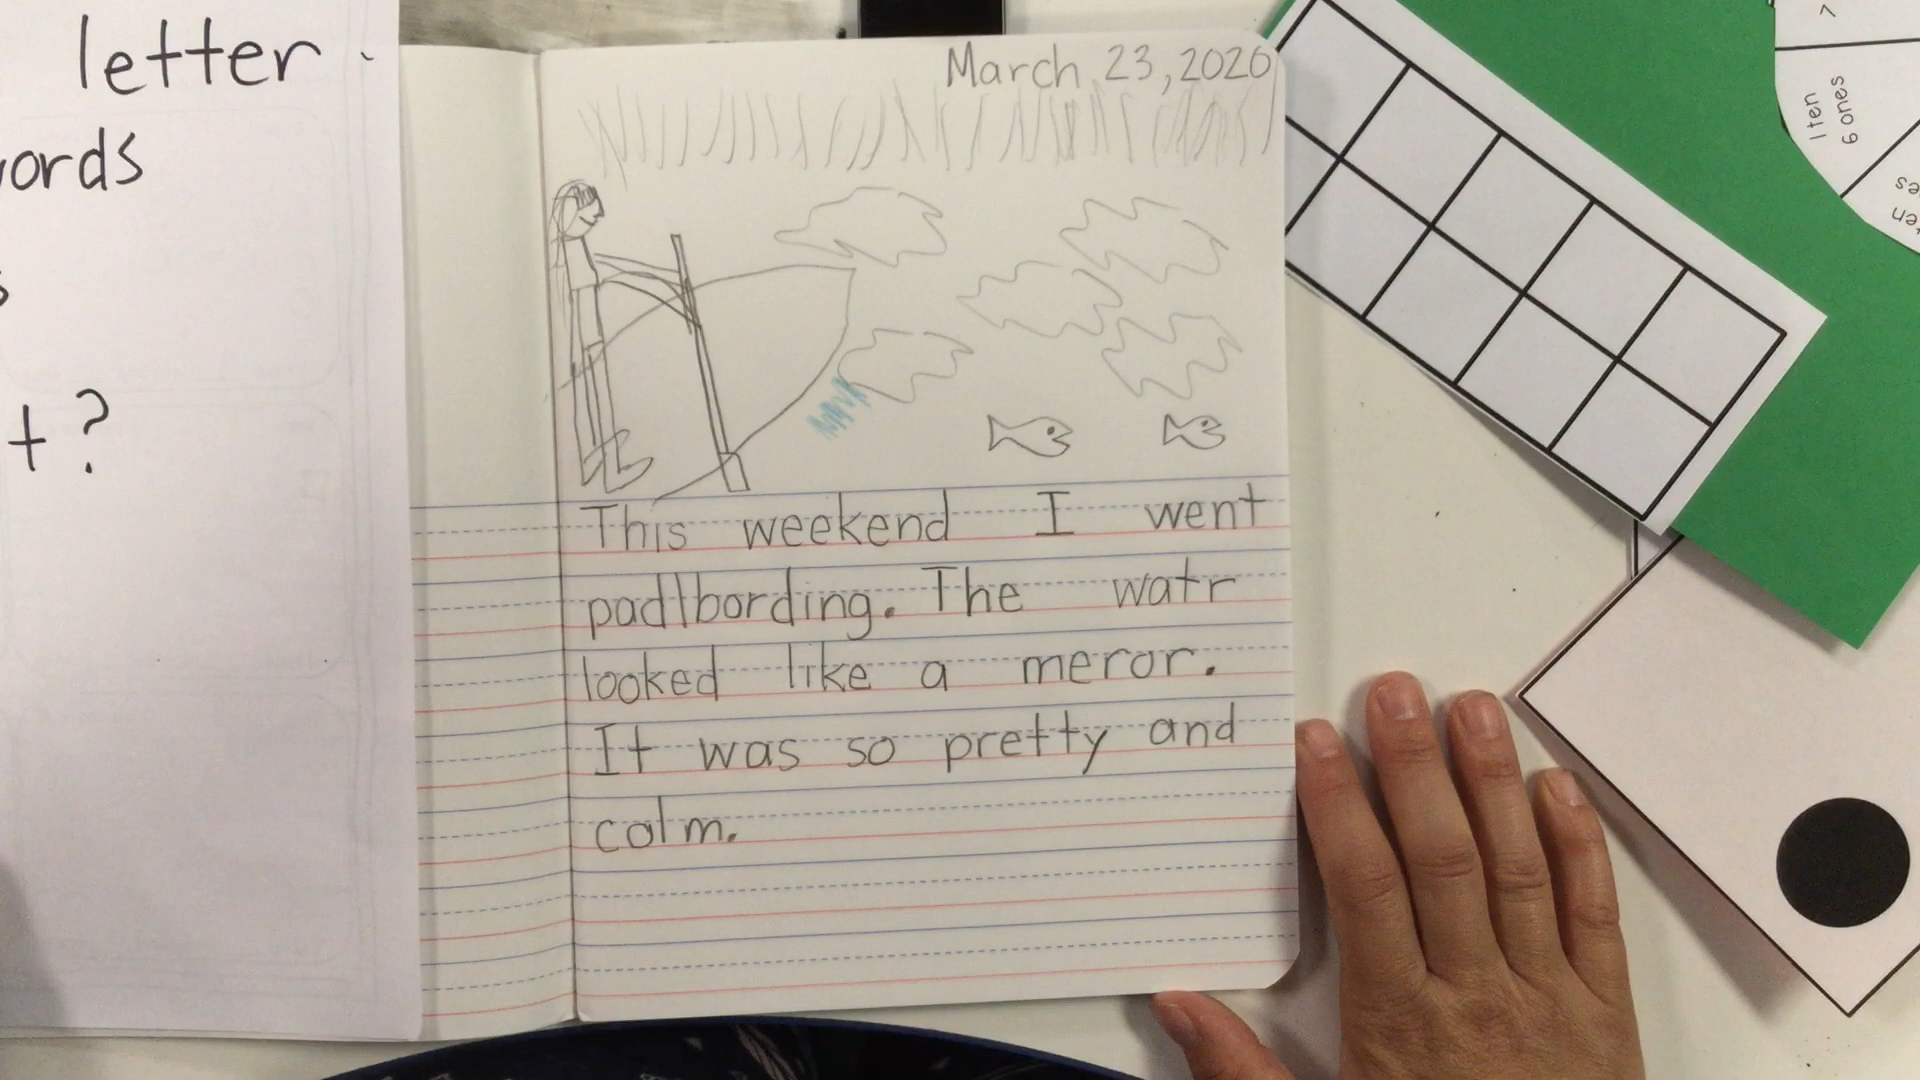 letter
ords
t?
March 23, 2020
This weekend I went
padlbording. The watr
looked like a meror.
It was so pretty and
calm.
1 ten
6 ones